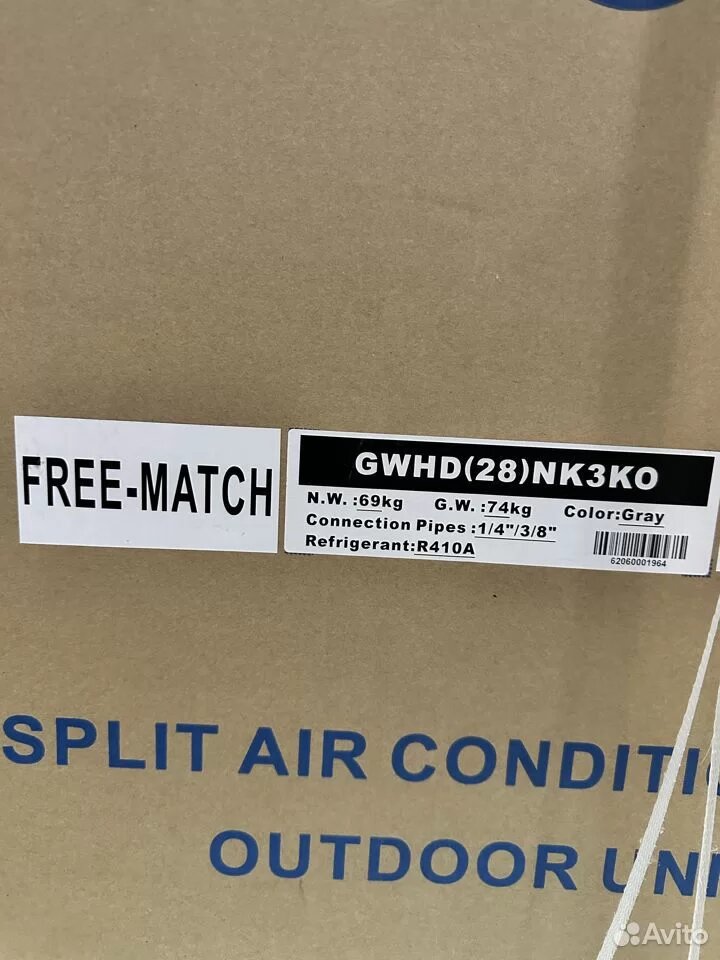 FREE-MATCH
GWHD(28)NK3KO
N.W.:69kg G.W.:74kg Color:Gray
Connection Pipes:1/4"/3/8"
Refrigerant:R410A
62060001964
SPLIT AIR CONDITI
OUTDOOR UNI
Avito